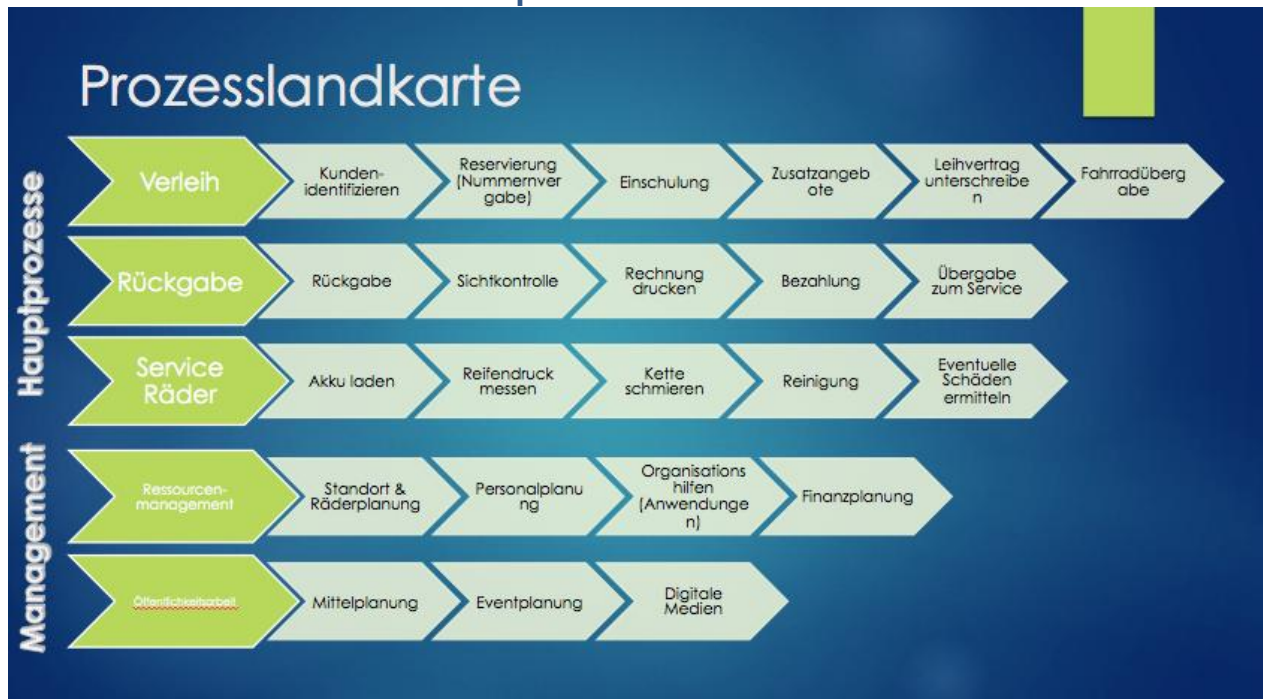 Prozesslandkarte
Hauptprozesse
Verleih
Kunden-
identifizieren
Reservierung
(Nummernver
gabe)
Einschulung
Zusatzangeb
ote
Leihvertrag
unterschreibe
n
Fahrradüberg
abe
Rückgabe
Rückgabe
Sichtkontrolle
Rechnung
drucken
Bezahlung
Übergabe
zum Service
Service
Räder
Akku laden
Reifendruck
messen
Kette
schmieren
Reinigung
Eventuelle
Schäden
ermitteln
Management
Ressourcen-
management
Standort &
Räderplanung
Personalplanu
ng
Organisations
hilfen
(Anwendunge
n)
Finanzplanung
Öffentlichkeitsarbeit
Mittelplanung
Eventplanung
Digitale
Medien